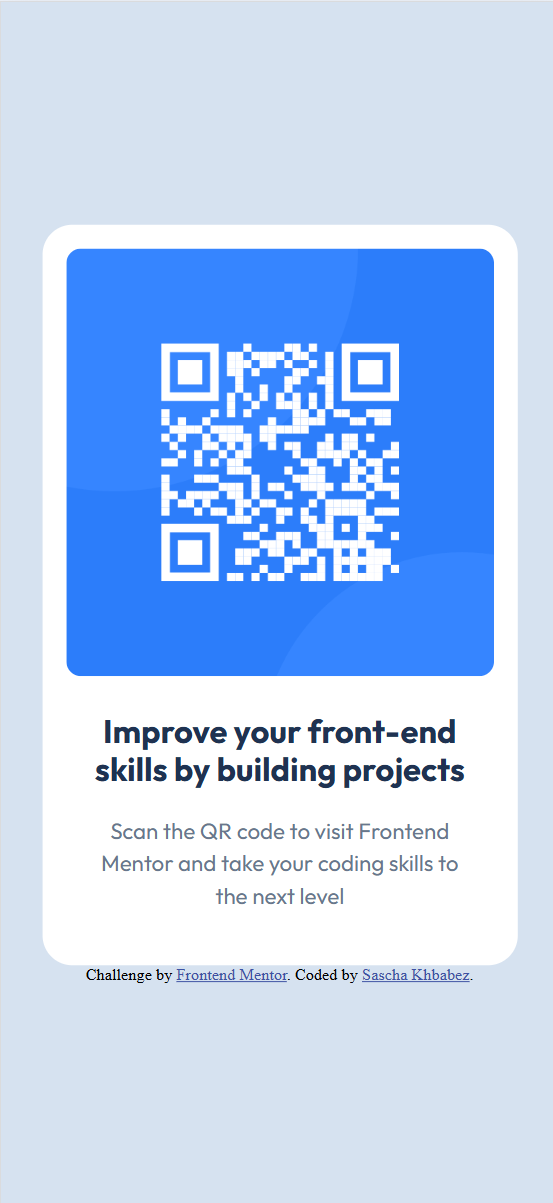 Improve your front-end
skills by building projects
Scan the QR code to visit Frontend
Mentor and take your coding skills to
the next level
Challenge by Frontend Mentor. Coded by Sascha Khbabez.